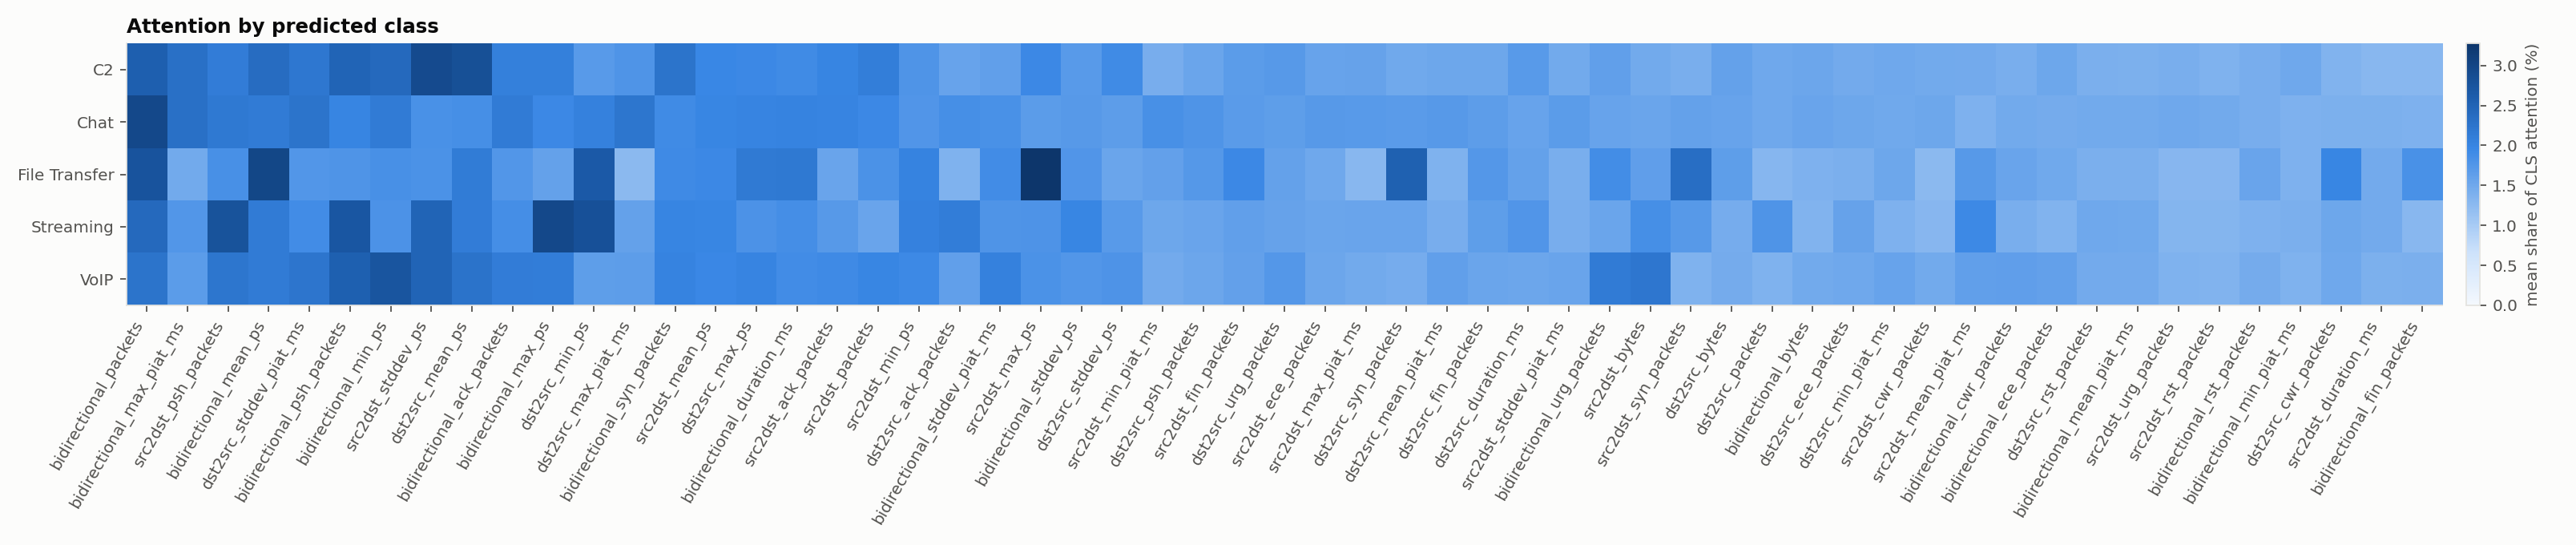 Attention by predicted class
C2
Chat
File Transfer
Streaming
VoIP
bidirectional_packets
bidirectional_max_piat_ms
src2dst_psh_packets
bidirectional_mean_ps
dst2src_stddev_piat_ms
bidirectional_psh_packets
bidirectional_min_ps
src2dst_stddev_ps
dst2src_mean_ps
bidirectional_ack_packets
bidirectional_max_ps
dst2src_min_ps
dst2src_max_piat_ms
bidirectional_syn_packets
src2dst_mean_ps
dst2src_max_ps
bidirectional_duration_ms
src2dst_ack_packets
src2dst_packets
src2dst_min_ps
dst2src_ack_packets
bidirectional_stddev_piat_ms
src2dst_max_ps
bidirectional_stddev_ps
dst2src_stddev_ps
src2dst_min_piat_ms
dst2src_psh_packets
src2dst_fin_packets
dst2src_urg_packets
src2dst_ece_packets
src2dst_max_piat_ms
dst2src_syn_packets
dst2src_mean_piat_ms
dst2src_fin_packets
dst2src_duration_ms
src2dst_stddev_piat_ms
bidirectional_urg_packets
src2dst_bytes
src2dst_syn_packets
dst2src_bytes
dst2src_packets
bidirectional_bytes
dst2src_ece_packets
dst2src_min_piat_ms
src2dst_cwr_packets
src2dst_mean_piat_ms
bidirectional_cwr_packets
bidirectional_ece_packets
dst2src_rst_packets
bidirectional_mean_piat_ms
src2dst_urg_packets
src2dst_rst_packets
bidirectional_rst_packets
bidirectional_min_piat_ms
dst2src_cwr_packets
src2dst_duration_ms
bidirectional_fin_packets
3.0
2.5
2.0
1.5
1.0
0.5
0.0
mean share of CLS attention (%)